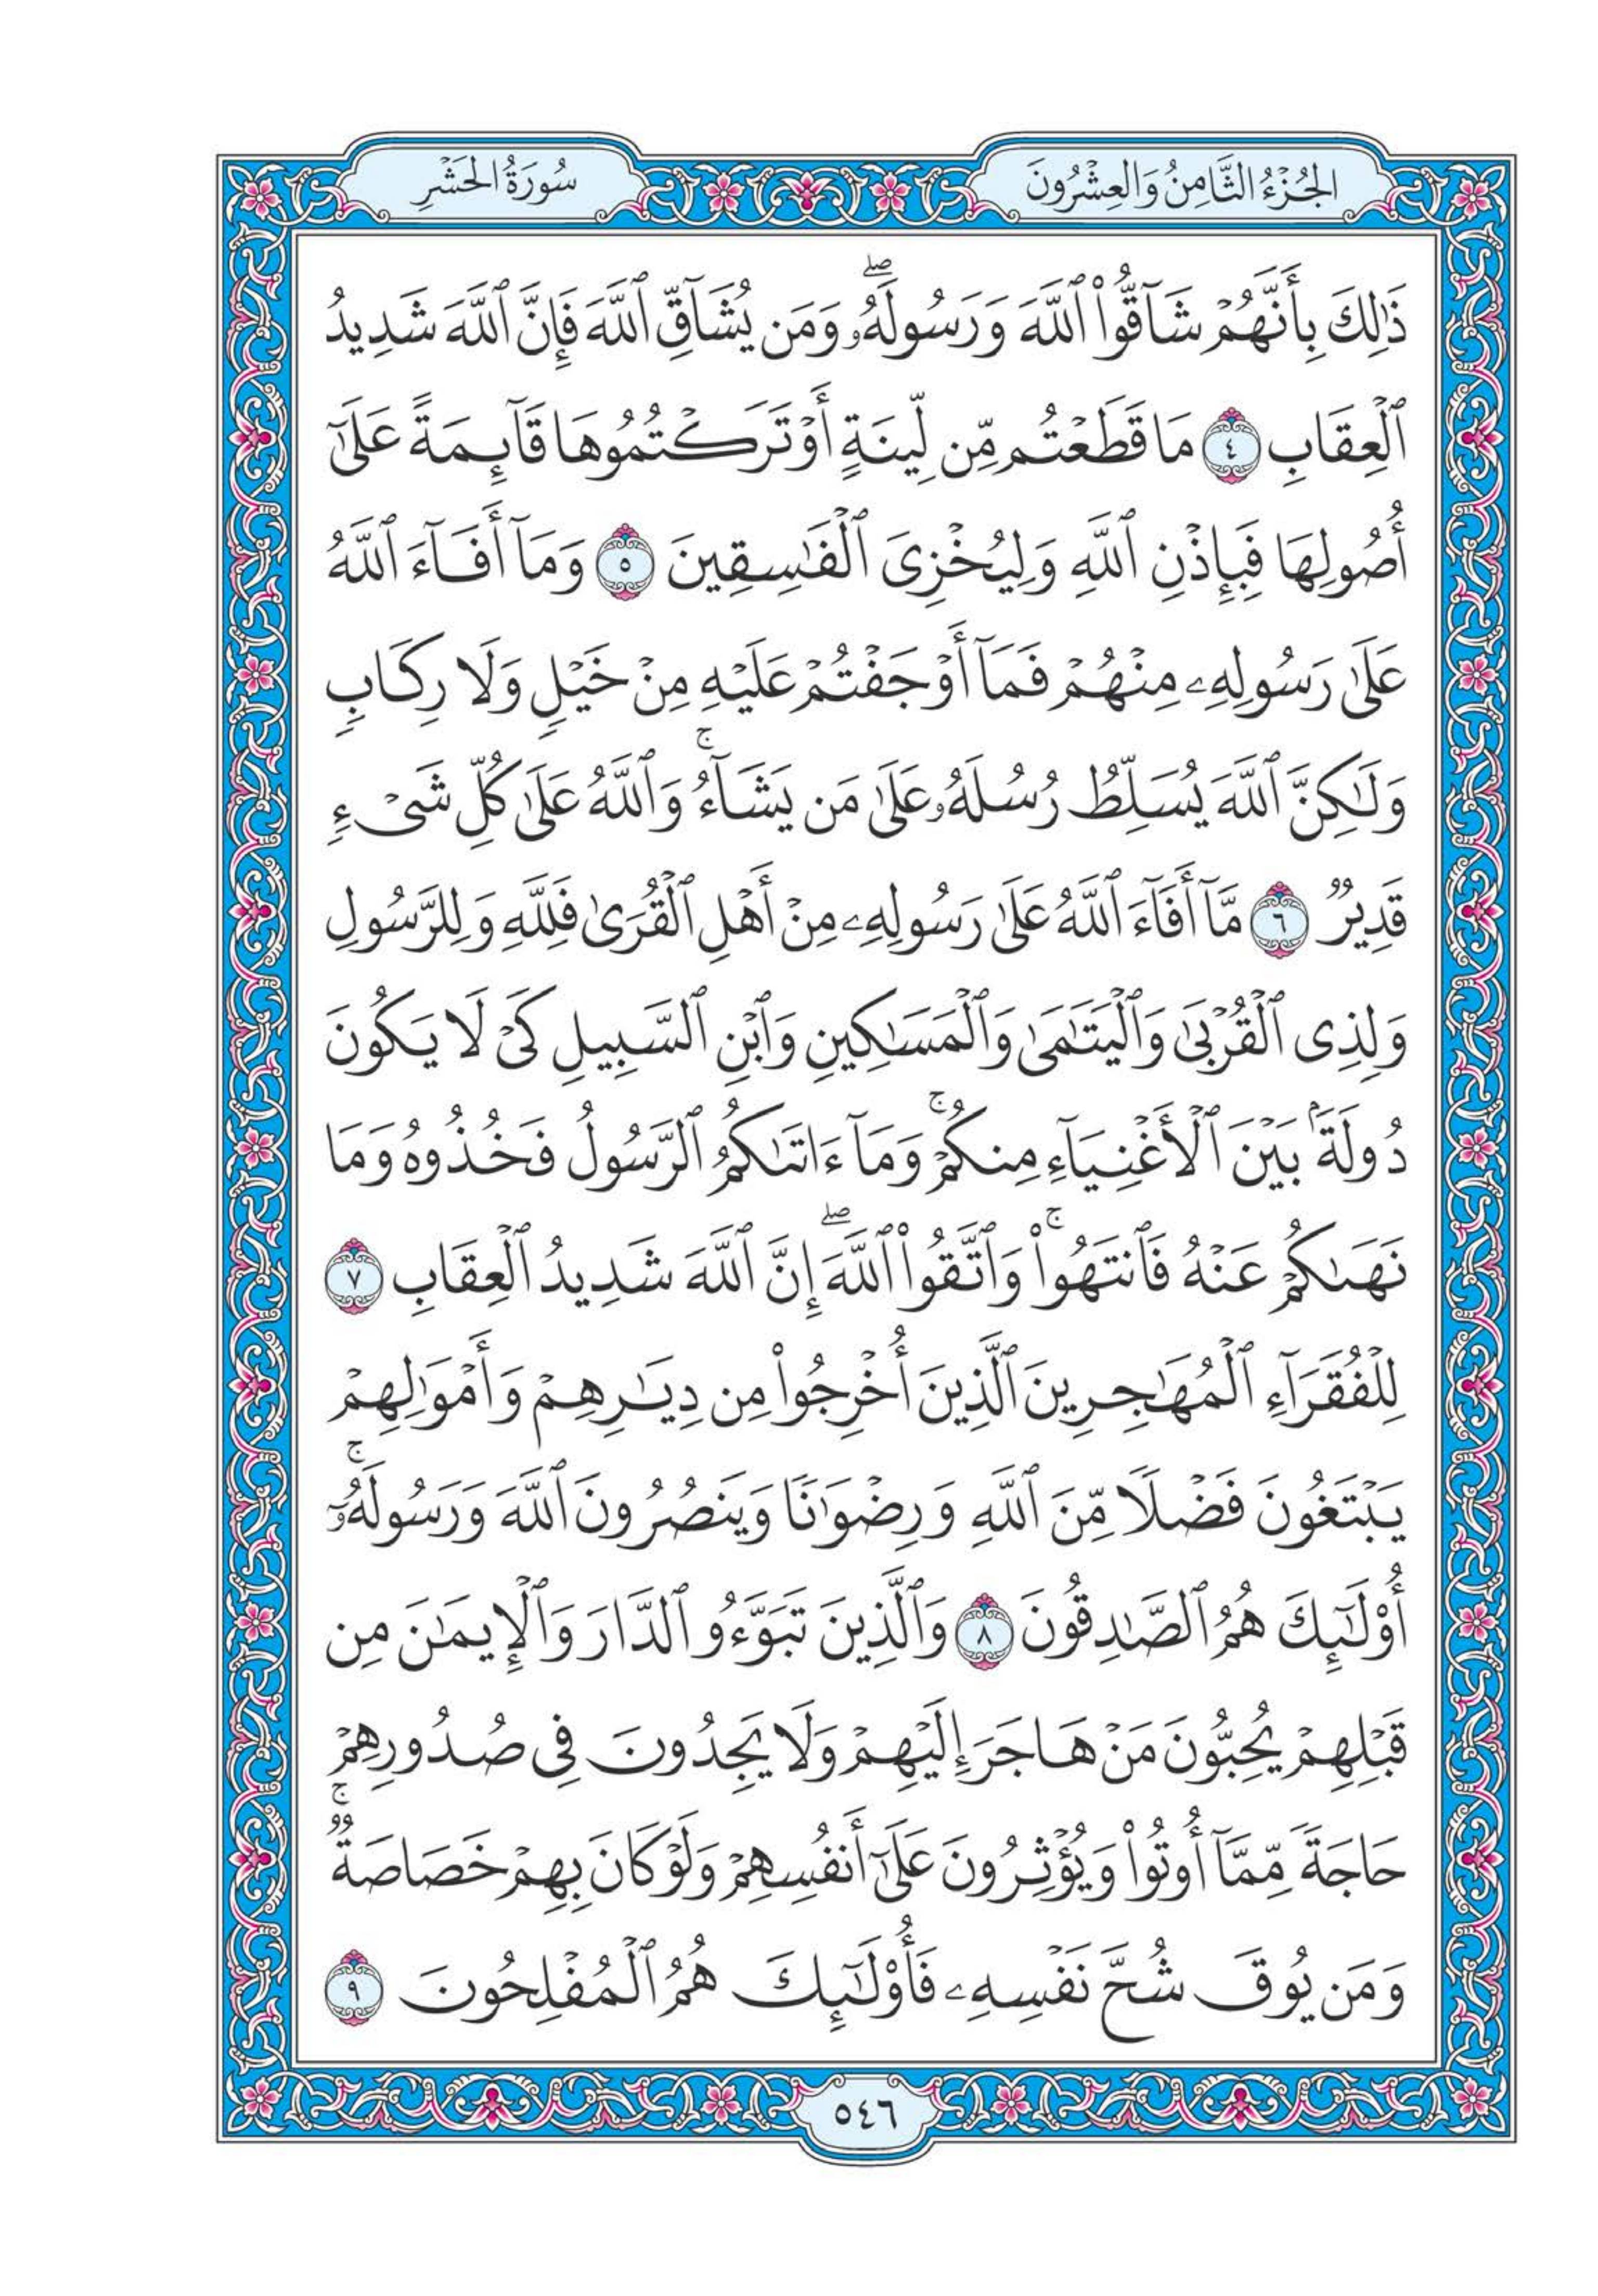 الجُزْءُ الثَّامِنُ وَالعِشْرُونَ
سُورَةُ الحَشْرِ
ذَٰلِكَ بِأَنَّهُمْ شَآقُّوا۟ ٱللَّهَ وَرَسُولَهُۥ ۖ وَمَن يُشَآقِّ ٱللَّهَ فَإِنَّ ٱللَّهَ شَدِيدُ
ٱلْعِقَابِ ٤ مَا قَطَعْتُم مِّن لِّينَةٍ أَوْ تَرَكْتُمُوهَا قَآئِمَةً عَلَىٰٓ
أُصُولِهَا فَبِإِذْنِ ٱللَّهِ وَلِيُخْزِىَ ٱلْفَـٰسِقِينَ ٥ وَمَآ أَفَآءَ ٱللَّهُ
عَلَىٰ رَسُولِهِۦ مِنْهُمْ فَمَآ أَوْجَفْتُمْ عَلَيْهِ مِنْ خَيْلٍ وَلَا رِكَابٍ
وَلَـٰكِنَّ ٱللَّهَ يُسَلِّطُ رُسُلَهُۥ عَلَىٰ مَن يَشَآءُ ۚ وَٱللَّهُ عَلَىٰ كُلِّ شَىْءٍ
قَدِيرٌ ٦ مَّآ أَفَآءَ ٱللَّهُ عَلَىٰ رَسُولِهِۦ مِنْ أَهْلِ ٱلْقُرَىٰ فَلِلَّهِ وَلِلرَّسُولِ
وَلِذِى ٱلْقُرْبَىٰ وَٱلْيَتَـٰمَىٰ وَٱلْمَسَـٰكِينِ وَٱبْنِ ٱلسَّبِيلِ كَىْ لَا يَكُونَ
دُولَةًۢ بَيْنَ ٱلْأَغْنِيَآءِ مِنكُمْ ۚ وَمَآ ءَاتَىٰكُمُ ٱلرَّسُولُ فَخُذُوهُ وَمَا
نَهَىٰكُمْ عَنْهُ فَٱنتَهُوا۟ ۚ وَٱتَّقُوا۟ ٱللَّهَ ۖ إِنَّ ٱللَّهَ شَدِيدُ ٱلْعِقَابِ ٧
لِلْفُقَرَآءِ ٱلْمُهَـٰجِرِينَ ٱلَّذِينَ أُخْرِجُوا۟ مِن دِيَـٰرِهِمْ وَأَمْوَٰلِهِمْ
يَبْتَغُونَ فَضْلًا مِّنَ ٱللَّهِ وَرِضْوَٰنًا وَيَنصُرُونَ ٱللَّهَ وَرَسُولَهُۥٓ ۚ
أُو۟لَـٰٓئِكَ هُمُ ٱلصَّـٰدِقُونَ ٨ وَٱلَّذِينَ تَبَوَّءُو ٱلدَّارَ وَٱلْإِيمَـٰنَ مِن
قَبْلِهِمْ يُحِبُّونَ مَنْ هَاجَرَ إِلَيْهِمْ وَلَا يَجِدُونَ فِى صُدُورِهِمْ
حَاجَةً مِّمَّآ أُوتُوا۟ وَيُؤْثِرُونَ عَلَىٰٓ أَنفُسِهِمْ وَلَوْ كَانَ بِهِمْ خَصَاصَةٌ ۚ
وَمَن يُوقَ شُحَّ نَفْسِهِۦ فَأُو۟لَـٰٓئِكَ هُمُ ٱلْمُفْلِحُونَ ٩
٥٤٦